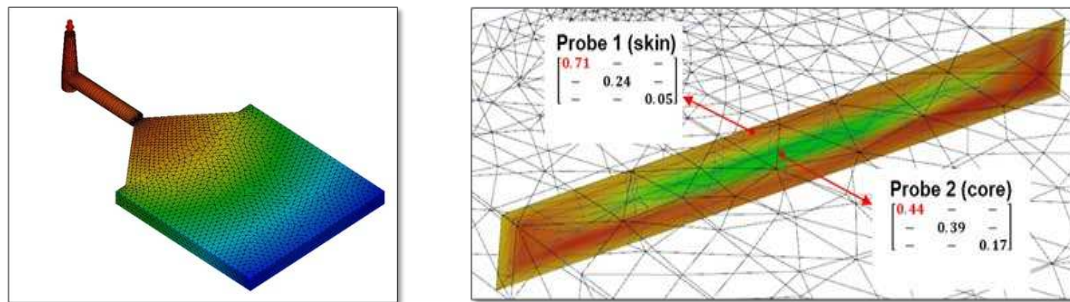 Probe 1 (skin)
[0.71 – –]
[– 0.24 –]
[– – 0.05]
Probe 2 (core)
[0.44 – –]
[– 0.39 –]
[– – 0.17]